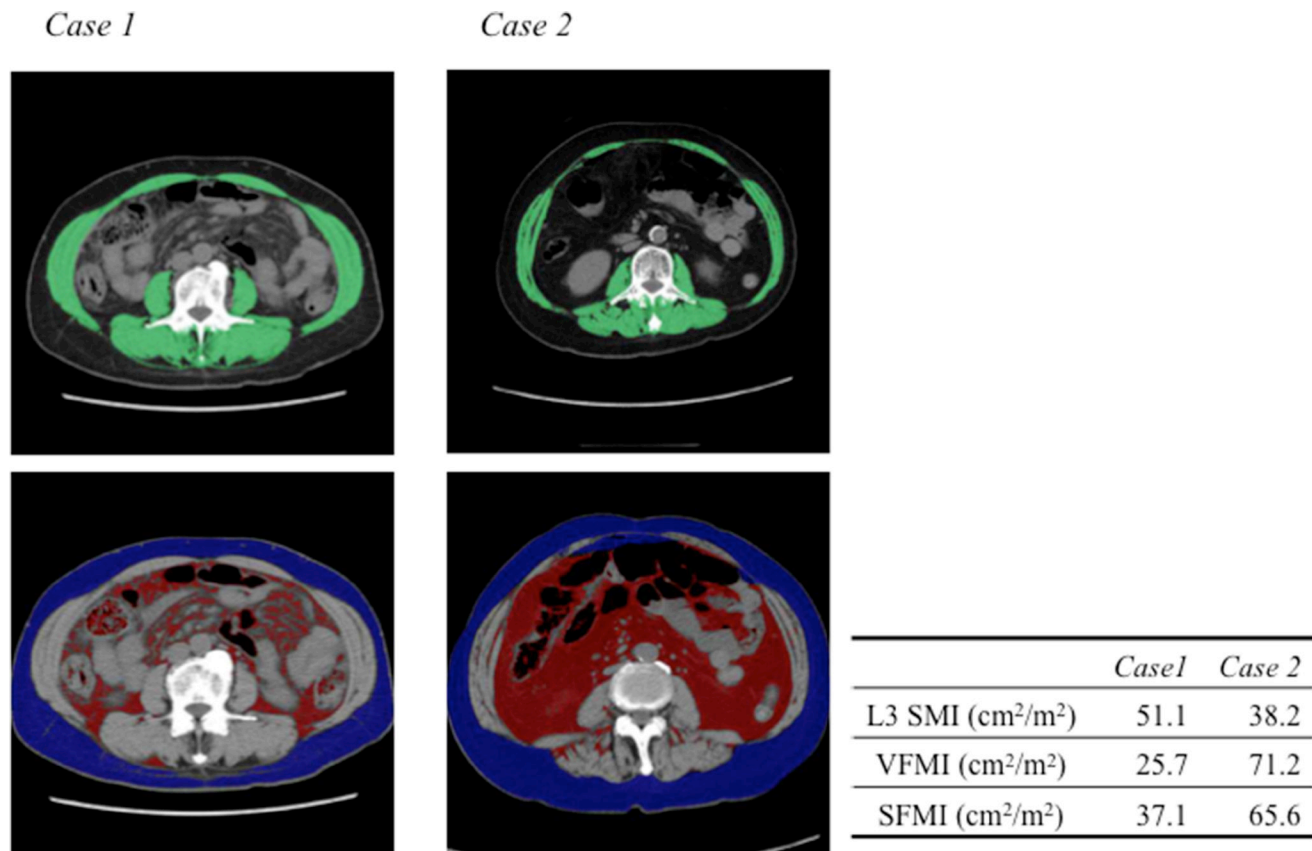 Case 1 Case 2
Case1 Case 2
L3 SMI (cm²/m²) 51.1 38.2
VFMI (cm²/m²) 25.7 71.2
SFMI (cm²/m²) 37.1 65.6